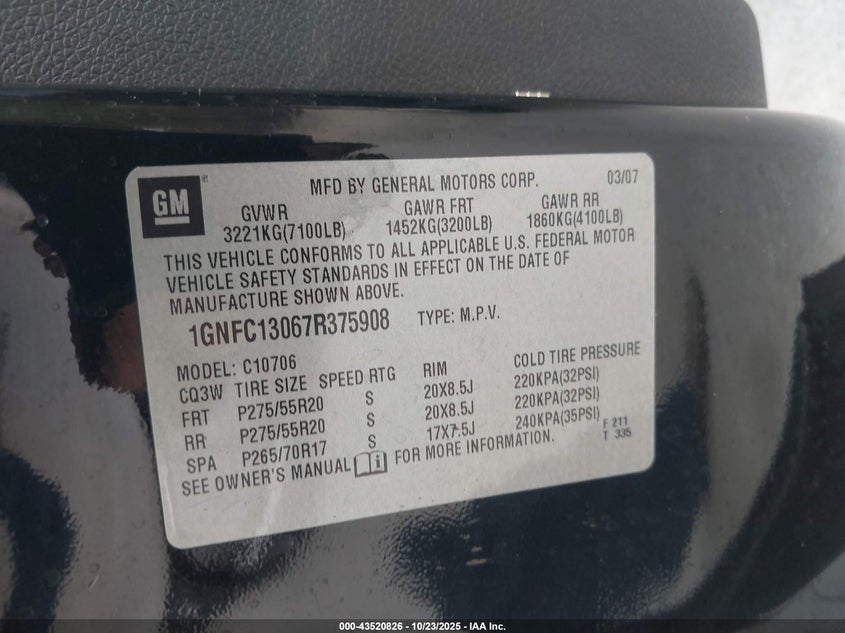 GM
MFD BY GENERAL MOTORS CORP. 03/07
GVWR GAWR FRT GAWR RR
3221KG(7100LB) 1452KG(3200LB) 1860KG(4100LB)
THIS VEHICLE CONFORMS TO ALL APPLICABLE U.S. FEDERAL MOTOR
VEHICLE SAFETY STANDARDS IN EFFECT ON THE DATE OF
MANUFACTURE SHOWN ABOVE.
1GNFC13067R375908 TYPE: M.P.V.
MODEL: C10706
CQ3W TIRE SIZE SPEED RTG RIM COLD TIRE PRESSURE
FRT P275/55R20 S 20X8.5J 220KPA(32PSI)
RR P275/55R20 S 20X8.5J 220KPA(32PSI)
SPA P265/70R17 S 17X7.5J 240KPA(35PSI)
SEE OWNER'S MANUAL FOR MORE INFORMATION.
F 211
T 335
000-43520826 - 10/23/2025 - IAA Inc.